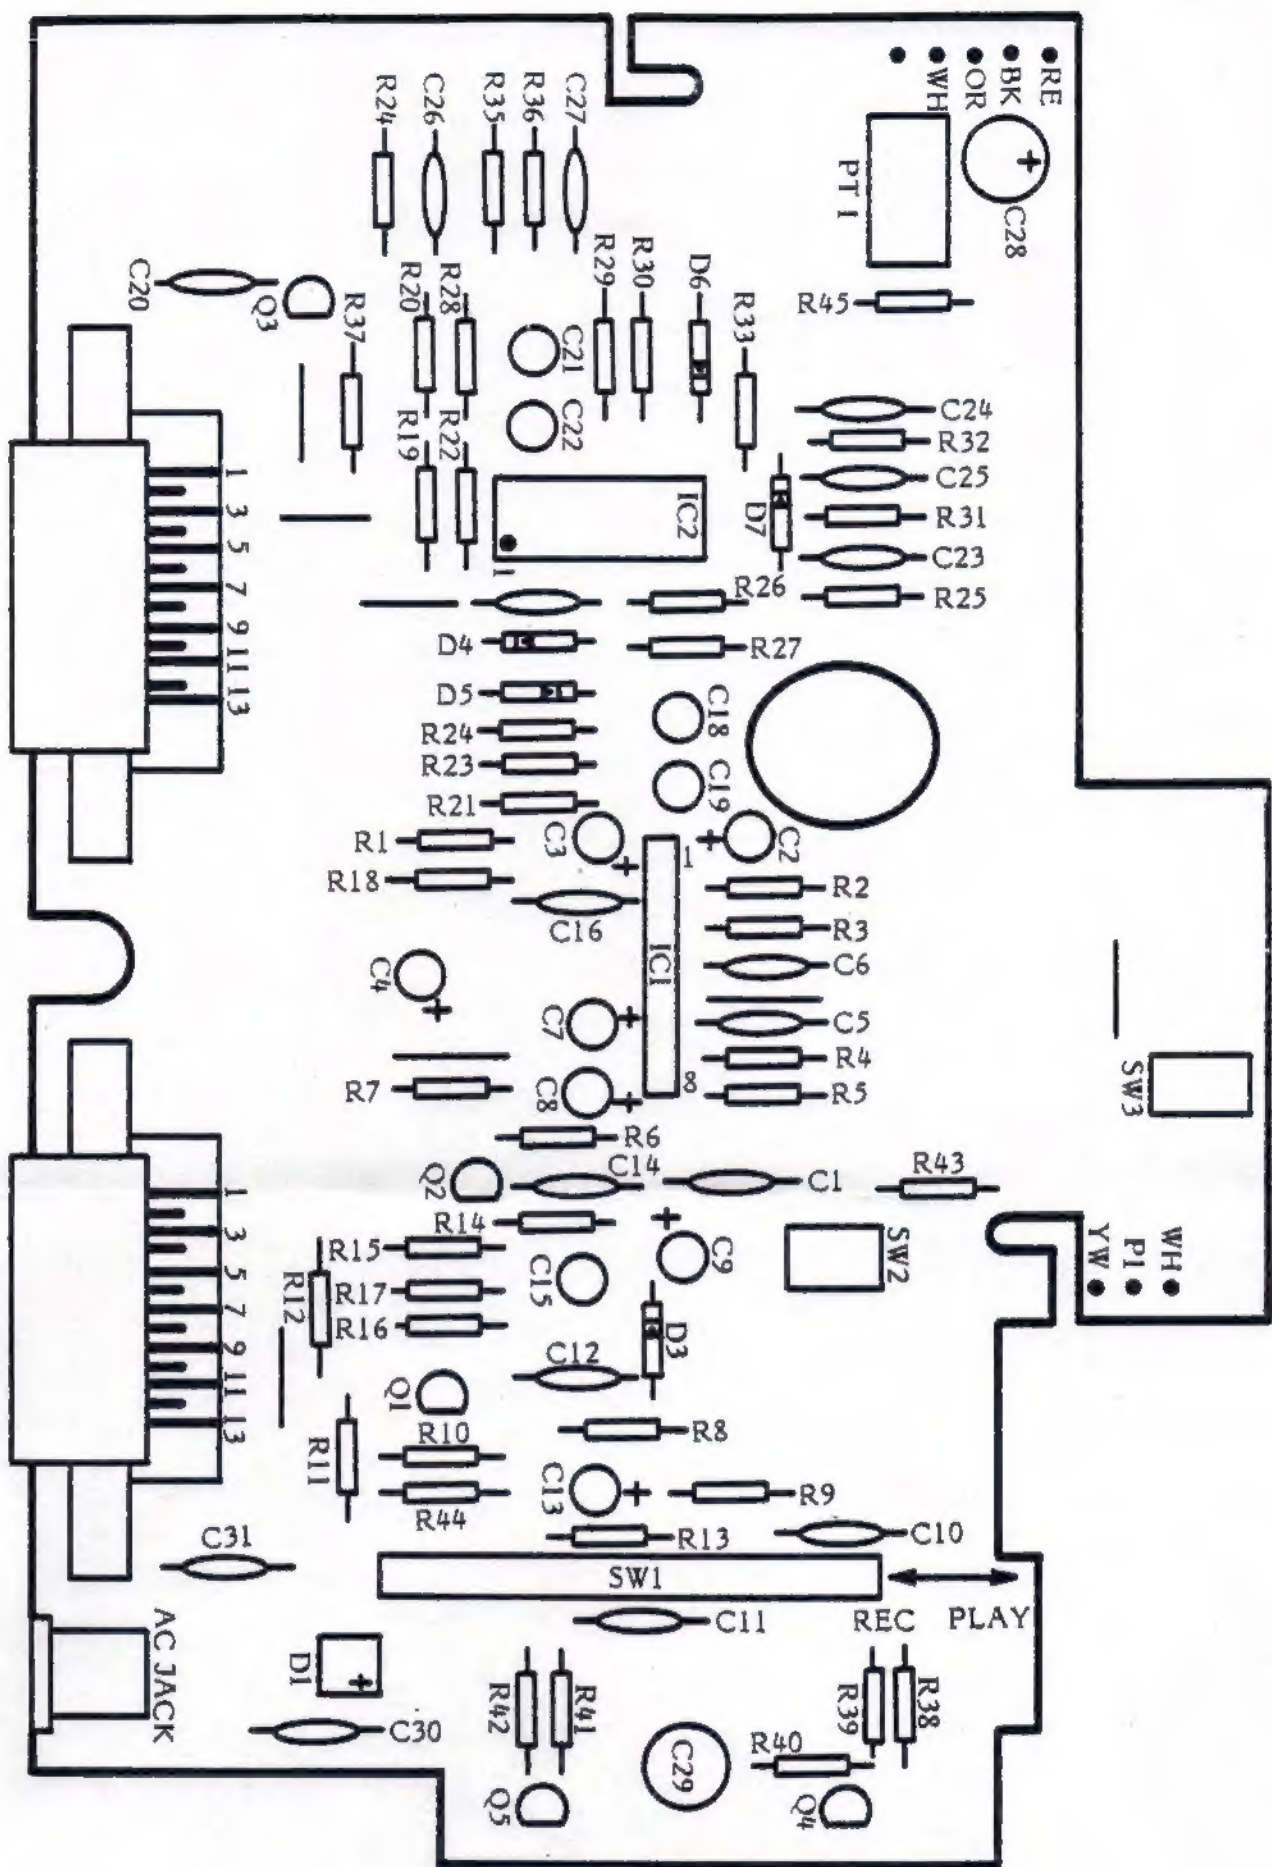 RE
BK
OR
WH
R24
C26
R35
R36
C27
PT 1
+
C28
C20
Q3
R37
R20
R28
C21
R29
R30
D6
R33
R45
C22
C24
R32
C25
R31
C23
R25
R19
R22
IC2
D7
1
1
3
5
7
9
11
13
R26
D4
R27
D5
C18
R24
R23
C19
R21
R1
C3
+
1
+
C2
R18
R2
C16
R3
IC1
C6
C4
+
C7
+
C5
R4
R7
C8
+
8
R5
SW3
R6
Q2
C14
C1
R43
1
3
5
7
9
11
13
R14
+
C9
SW2
YW
P1
WH
R15
R12
R17
C15
R16
D3
C12
Q1
R10
R8
R11
C13
+
R9
R44
R13
C10
C31
SW1
C11
REC
PLAY
AC JACK
D1
+
R42
R41
R39
R38
C30
C29
R40
Q5
Q4